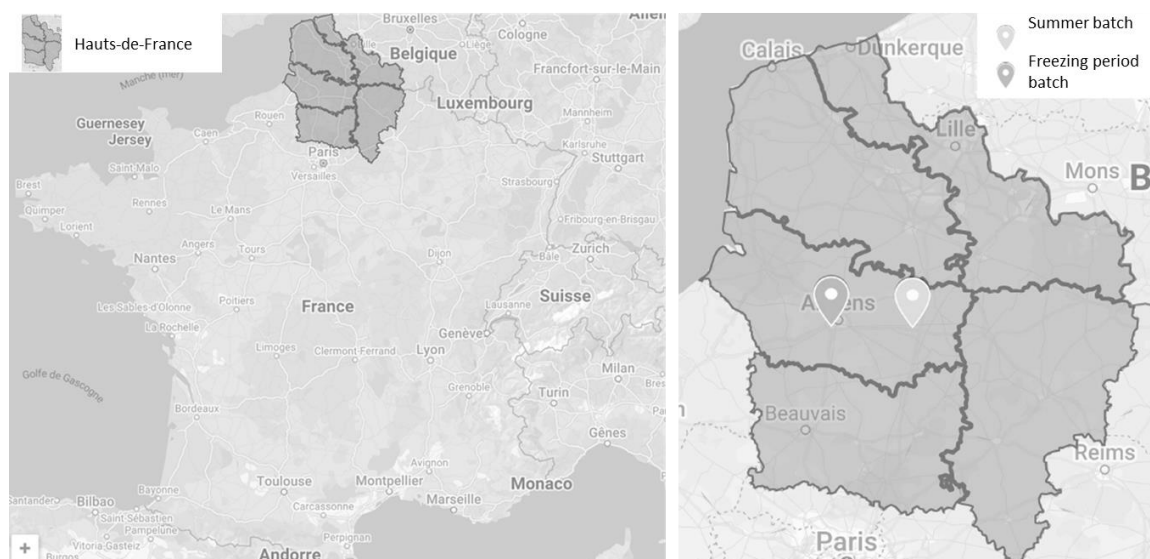 Hauts-de-France
Bruxelles
Lille
Cologne
Belgique
Liège
Manche (mer)
Francfort-sur-le-Main
Guernesey
Jersey
Rouen
Luxembourg
Mannheim
Caen
Karlsruhe
Saint-Malo
Paris
Versailles
Stuttgart
Brest
Strasbourg
Quimper
Rennes
Le Mans
Lorient
Fribourg-en-Brisgau
Angers
Tours
Dijon
Bâle
Zurich
Nantes
Les Sables-d'Olonne
Poitiers
France
Lausanne
Suisse
La Rochelle
Genève
Limoges
Clermont-Ferrand
Lyon
Milan
Golfe de Gascogne
Grenoble
Turin
Bordeaux
Gênes
Avignon
Toulouse
Montpellier
Monaco
Bayonne
Marseille
Santander
Bilbao
Saint-Sébastien
Carcassonne
Pampelune
Vitoria-Gasteiz
Perpignan
Burgos
Andorre
+
Summer batch
Freezing period
batch
Calais
Dunkerque
Lille
Mons
B
Beauvais
Reims
Paris